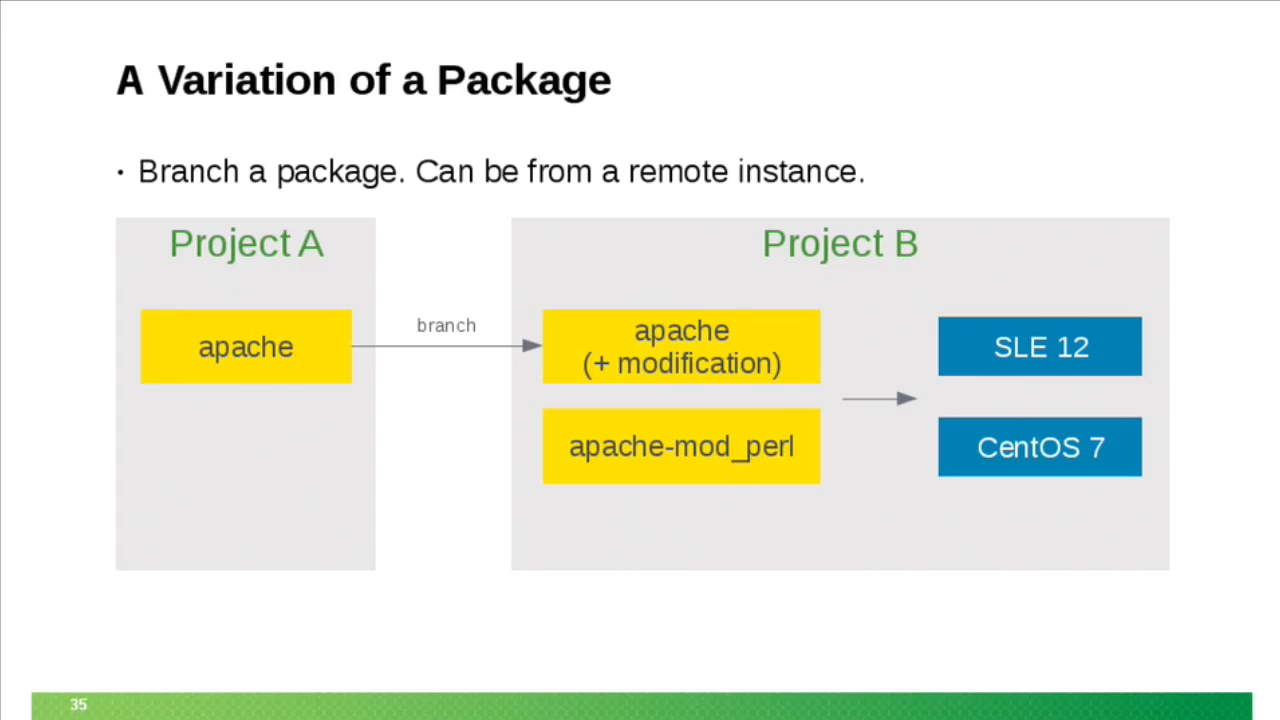 A Variation of a Package
· Branch a package. Can be from a remote instance.
Project A
apache
branch
Project B
apache
(+ modification)
apache-mod_perl
SLE 12
CentOS 7
35